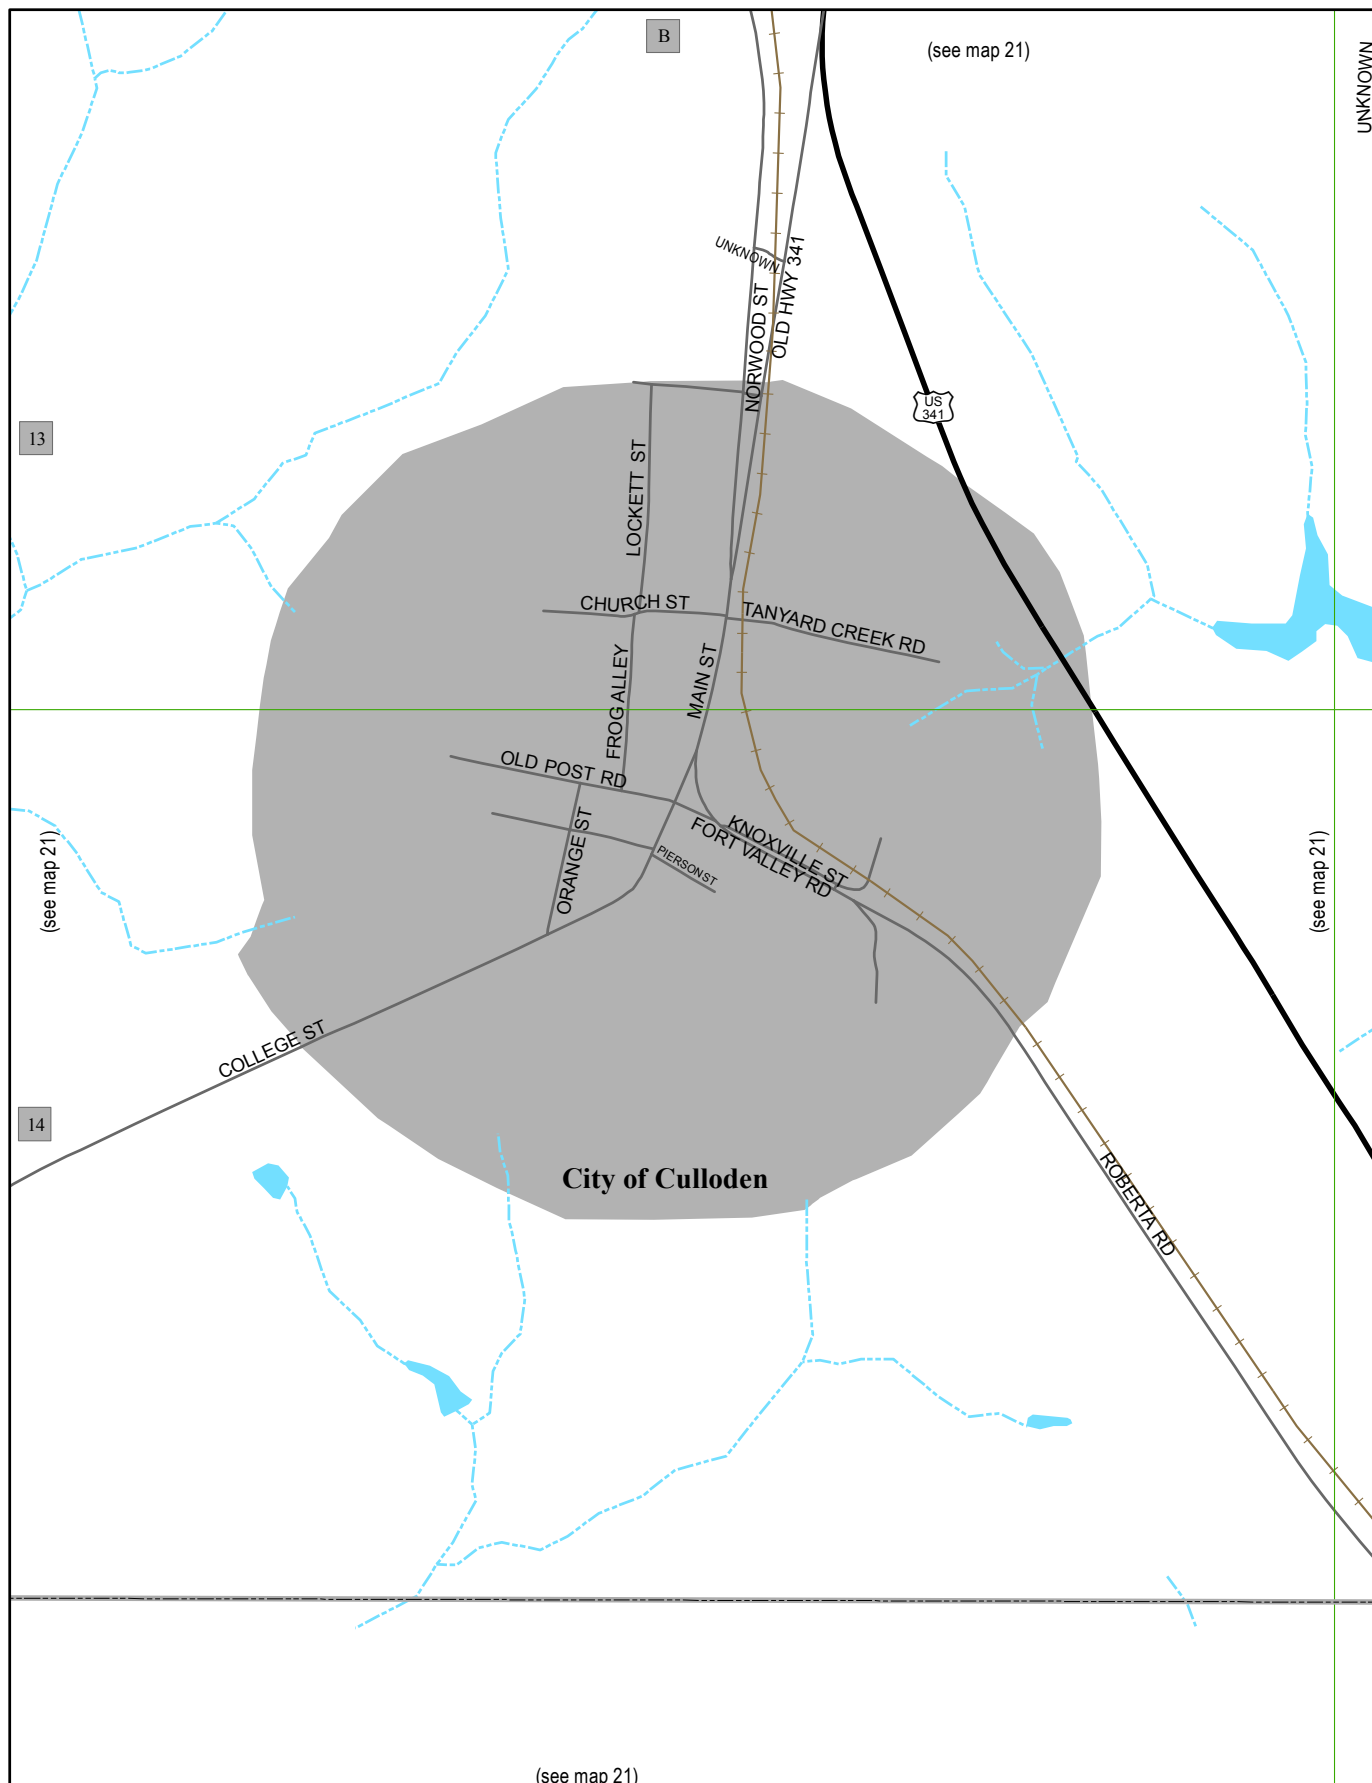 B
(see map 21)
UNKNOWN
UNKNOWN
OLD HWY 341
NORWOOD ST
US
341
13
LOCKETT ST
CHURCH ST
TANYARD CREEK RD
MAIN ST
FROG ALLEY
OLD POST RD
KNOXVILLE ST
FORT VALLEY RD
ORANGE ST
PIERSON ST
(see map 21)
(see map 21)
COLLEGE ST
14
City of Culloden
ROBERTA RD
(see map 21)